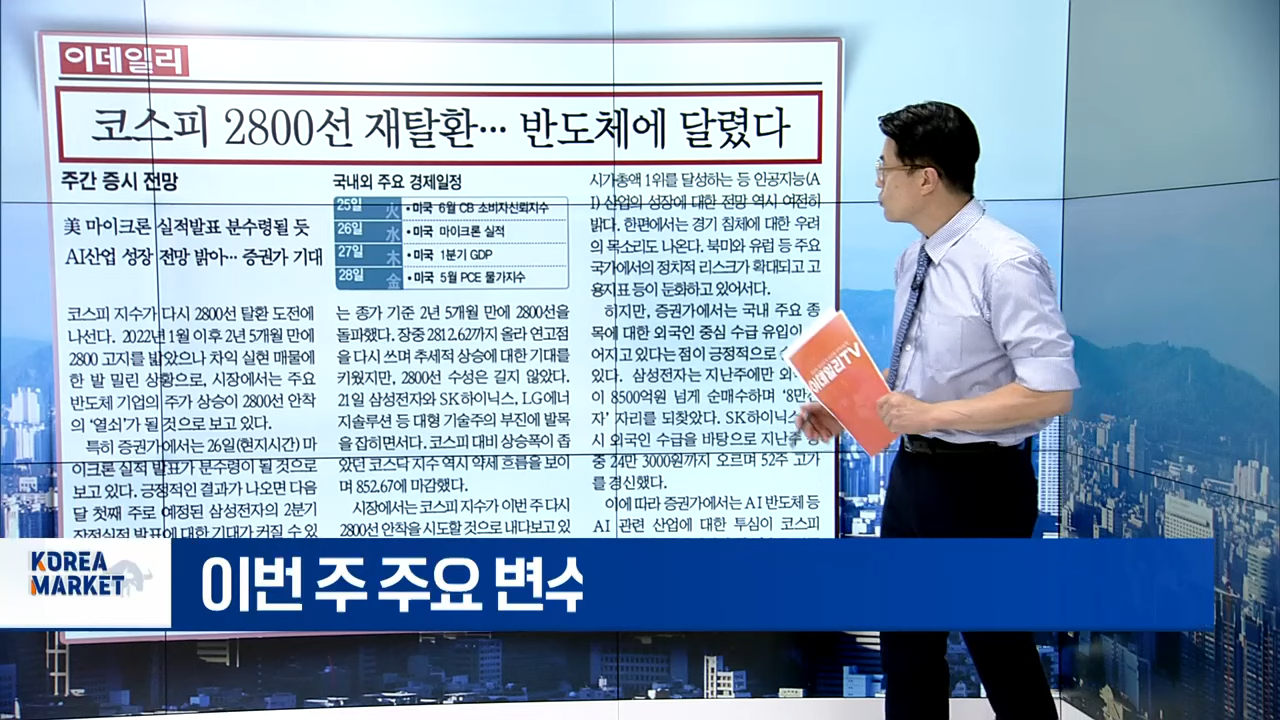 이데일리
코스피 2800선 재탈환… 반도체에 달렸다
주간 증시 전망
美 마이크론 실적발표 분수령될 듯
AI산업 성장 전망 밝아… 증권가 기대
코스피 지수가 다시 2800선 탈환 도전에
나선다. 2022년 1월 이후 2년 5개월 만에
2800 고지를 밟았으나 차익 실현 매물에
한 발 밀린 상황으로, 시장에서는 주요
반도체 기업의 주가 상승이 2800선 안착
의 '열쇠'가 될 것으로 보고 있다.
특히 증권가에서는 26일(현지시간) 마
이크론 실적 발표가 분수령이 될 것으로
보고 있다. 긍정적인 결과가 나오면 다음
달 첫째 주로 예정된 삼성전자의 2분기
잠정실적 발표에 대한 기대가 커질 수 있
국내외 주요 경제일정
25일 火 • 미국 6월 CB 소비자신뢰지수
26일 水 • 미국 마이크론 실적
27일 木 • 미국 1분기 GDP
28일 金 • 미국 5월 PCE 물가지수
는 종가 기준 2년 5개월 만에 2800선을
돌파했다. 장중 2812.62까지 올라 연고점
을 다시 쓰며 추세적 상승에 대한 기대를
키웠지만, 2800선 수성은 길지 않았다.
21일 삼성전자와 SK하이닉스, LG에너
지솔루션 등 대형 기술주의 부진에 발목
을 잡히면서다. 코스피 대비 상승폭이 좁
았던 코스닥 지수 역시 약세 흐름을 보이
며 852.67에 마감했다.
시장에서는 코스피 지수가 이번 주 다시
2800선 안착을 시도할 것으로 내다보고 있
시가총액 1위를 달성하는 등 인공지능(A
I) 산업의 성장에 대한 전망 역시 여전히
밝다. 한편에서는 경기 침체에 대한 우려
의 목소리도 나온다. 북미와 유럽 등 주요
국가에서의 정치적 리스크가 확대되고 고
용지표 등이 둔화하고 있어서다.
하지만, 증권가에서는 국내 주요 종
목에 대한 외국인 중심 수급 유입이
어지고 있다는 점이 긍정적으로
있다. 삼성전자는 지난주에만 외
이 8500억원 넘게 순매수하며 '8만
자' 자리를 되찾았다. SK하이닉스
시 외국인 수급을 바탕으로 지난주
중 24만 3000원까지 오르며 52주 고가
를 경신했다.
이에 따라 증권가에서는 AI 반도체 등
AI 관련 산업에 대한 투심이 코스피
이데일리TV
KOREA
MARKET
이번 주 주요 변수